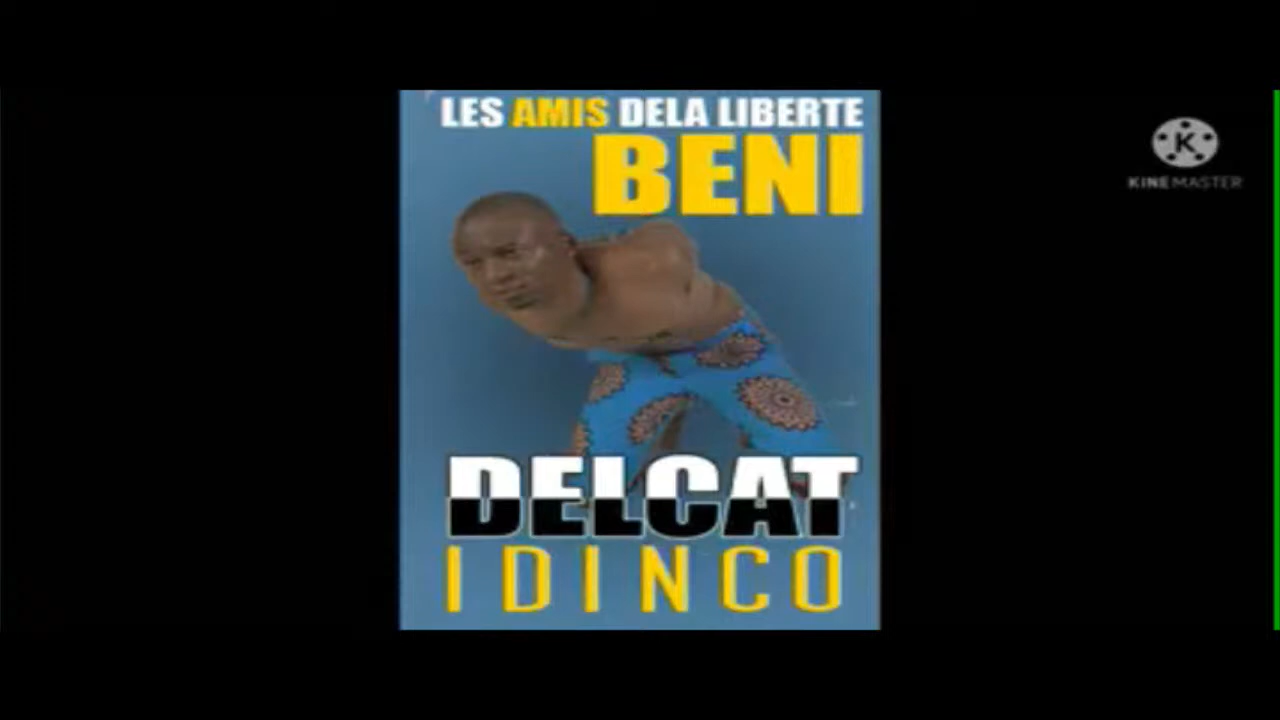 LES AMIS DELA LIBERTE
BENI
DELCAT
IDINCO
K
KINEMASTER